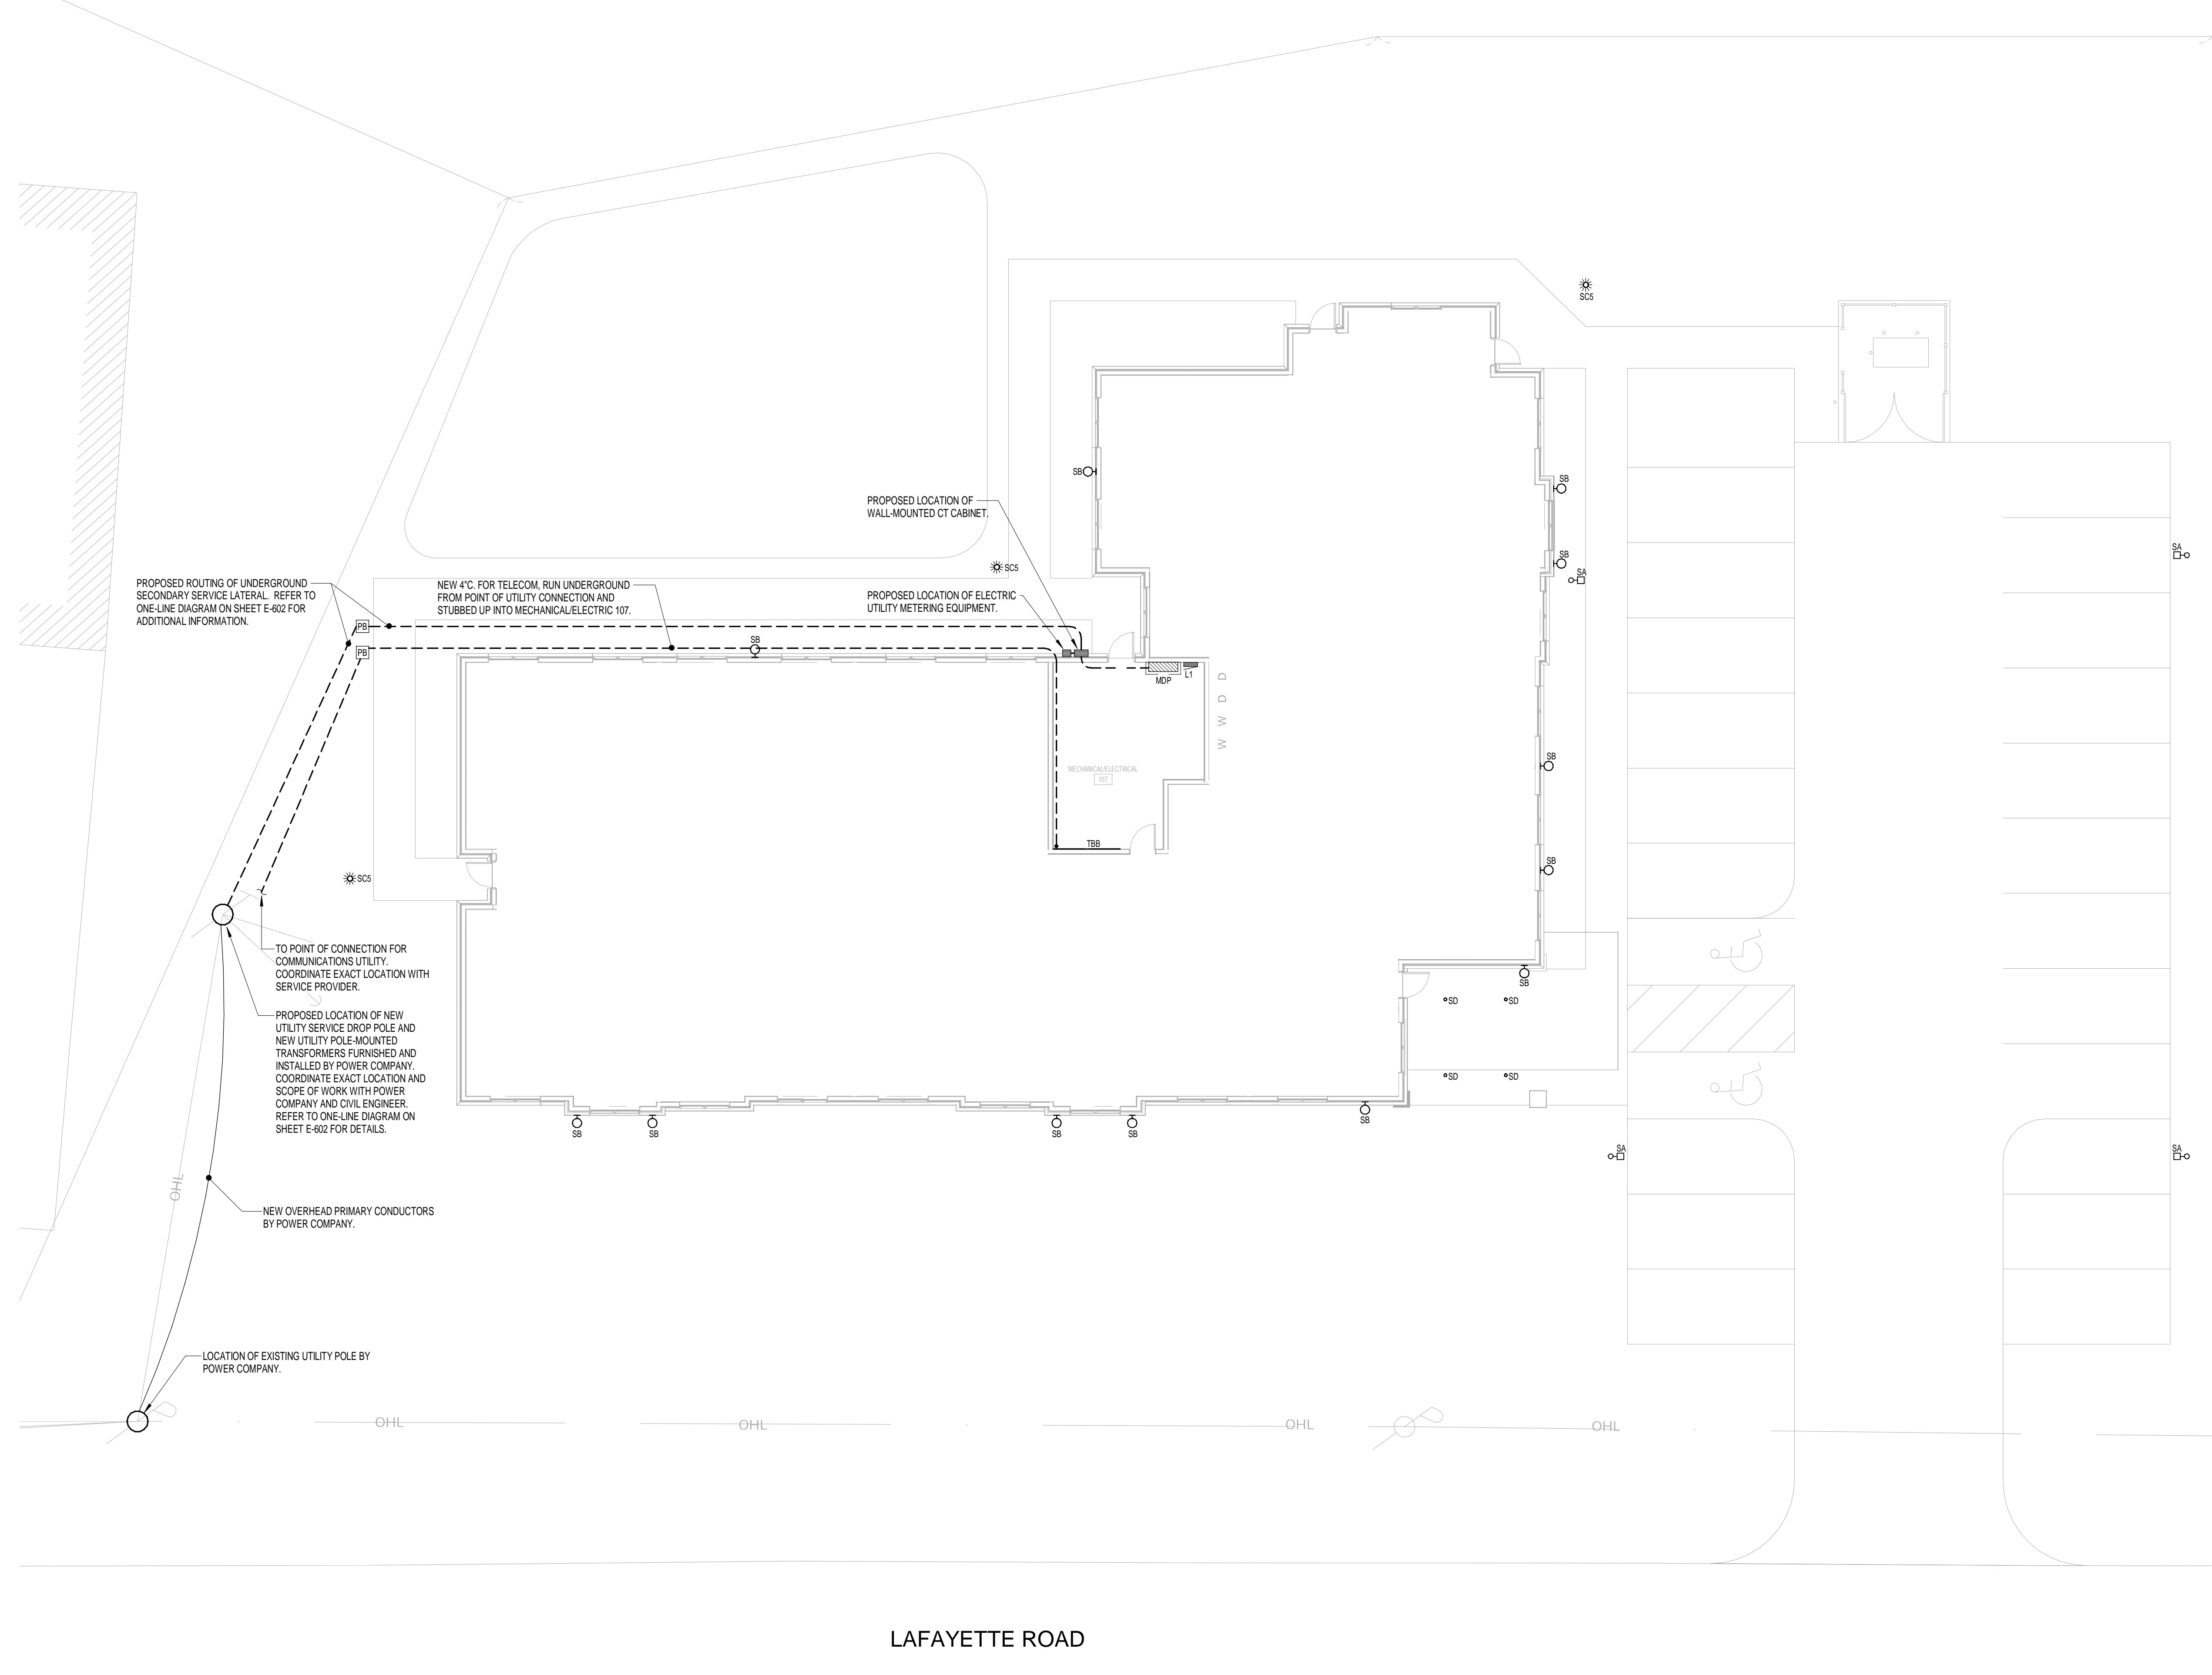 SC5
SB
SB
PROPOSED LOCATION OF
WALL-MOUNTED CT CABINET.
SB
SA
SC5
SA
PROPOSED ROUTING OF UNDERGROUND
SECONDARY SERVICE LATERAL. REFER TO
ONE-LINE DIAGRAM ON SHEET E-602 FOR
ADDITIONAL INFORMATION.
NEW 4"C. FOR TELECOM, RUN UNDERGROUND
FROM POINT OF UTILITY CONNECTION AND
STUBBED UP INTO MECHANICAL/ELECTRIC 107.
PROPOSED LOCATION OF ELECTRIC
UTILITY METERING EQUIPMENT.
PB
SB
PB
MDP
L1
W W D D
MECHANICAL/ELECTRICAL
107
SB
TBB
SB
SC5
TO POINT OF CONNECTION FOR
COMMUNICATIONS UTILITY.
COORDINATE EXACT LOCATION WITH
SERVICE PROVIDER.
SB
SD
SD
PROPOSED LOCATION OF NEW
UTILITY SERVICE DROP POLE AND
NEW UTILITY POLE-MOUNTED
TRANSFORMERS FURNISHED AND
INSTALLED BY POWER COMPANY.
COORDINATE EXACT LOCATION AND
SCOPE OF WORK WITH POWER
COMPANY AND CIVIL ENGINEER.
REFER TO ONE-LINE DIAGRAM ON
SHEET E-602 FOR DETAILS.
SD
SD
SB
SB
SB
SB
SB
SA
SA
OHL
NEW OVERHEAD PRIMARY CONDUCTORS
BY POWER COMPANY.
LOCATION OF EXISTING UTILITY POLE BY
POWER COMPANY.
OHL
OHL
OHL
OHL
LAFAYETTE ROAD